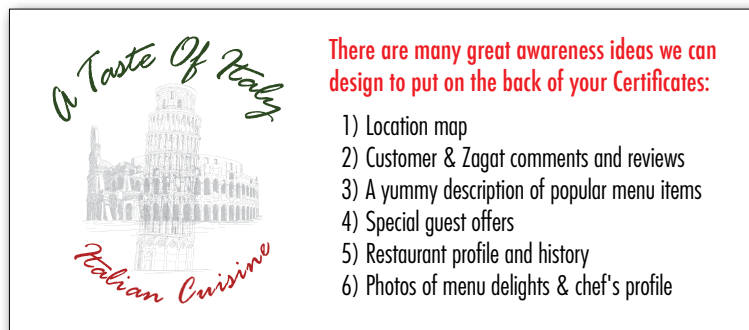 A Taste Of Italy
Italian Cuisine
There are many great awareness ideas we can
design to put on the back of your Certificates:
1) Location map
2) Customer & Zagat comments and reviews
3) A yummy description of popular menu items
4) Special guest offers
5) Restaurant profile and history
6) Photos of menu delights & chef's profile